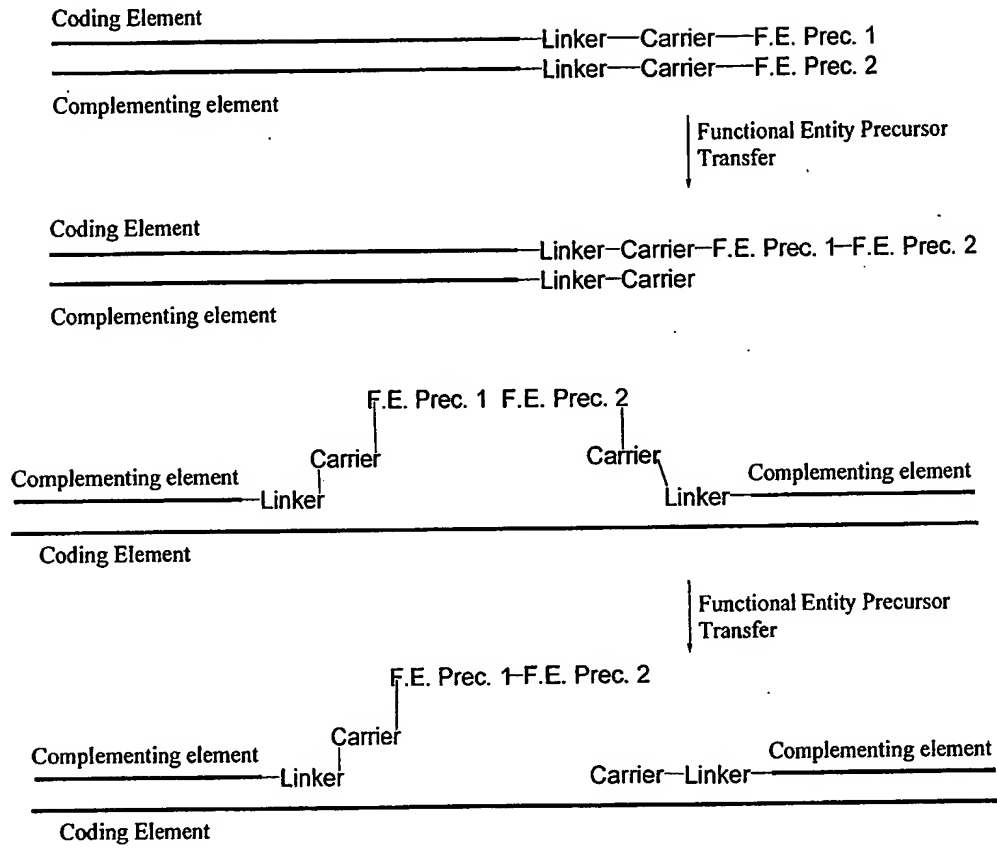 Coding Element
Linker—Carrier—F.E. Prec. 1
Linker—Carrier—F.E. Prec. 2
Complementing element
Functional Entity Precursor
Transfer
Coding Element
Linker–Carrier–F.E. Prec. 1–F.E. Prec. 2
Linker–Carrier
Complementing element
F.E. Prec. 1 F.E. Prec. 2
Carrier Carrier
Complementing element Complementing element
Linker Linker
Coding Element
Functional Entity Precursor
Transfer
F.E. Prec. 1–F.E. Prec. 2
Carrier
Complementing element Complementing element
Linker Carrier–Linker
Coding Element